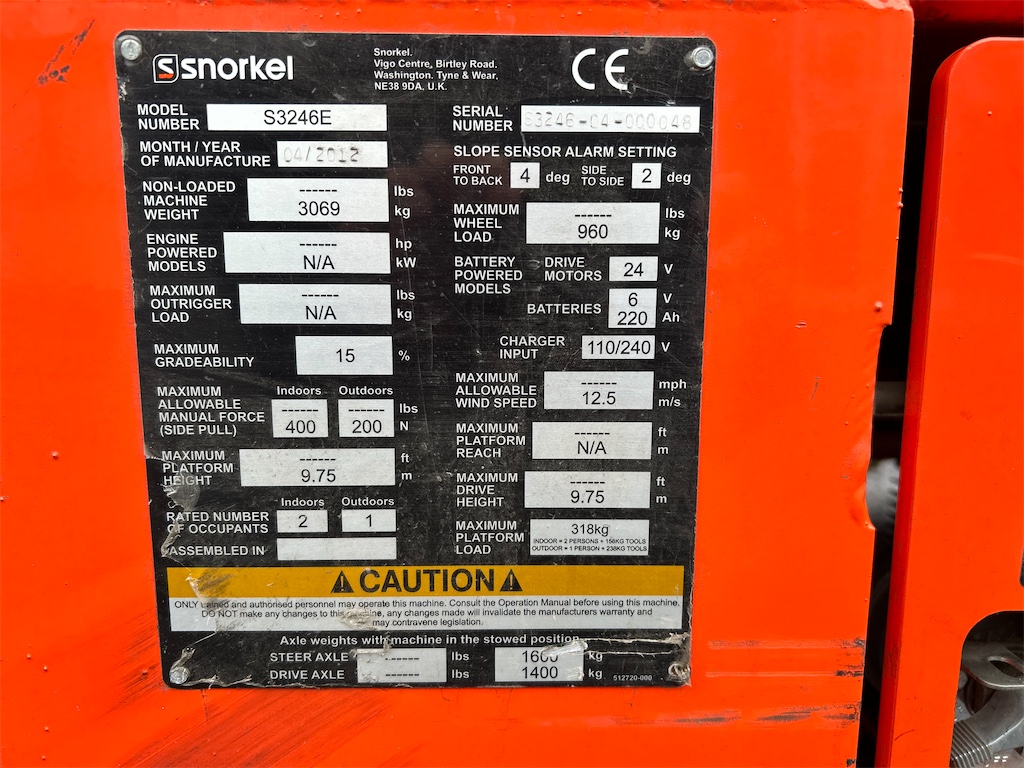 snorkel
Snorkel.
Vigo Centre, Birtley Road.
Washington. Tyne & Wear.
NE38 9DA, U.K.
CE
MODEL
NUMBER
S3246E
SERIAL
NUMBER
S3246-04-000048
MONTH / YEAR
OF MANUFACTURE
04/2012
SLOPE SENSOR ALARM SETTING
FRONT
TO BACK
4 deg
SIDE
TO SIDE
2 deg
NON-LOADED
MACHINE
WEIGHT
------ lbs
3069 kg
MAXIMUM
WHEEL
LOAD
------ lbs
960 kg
ENGINE
POWERED
MODELS
------ hp
N/A kW
BATTERY
POWERED
MODELS
DRIVE
MOTORS
24 V
BATTERIES
6 V
220 Ah
MAXIMUM
OUTRIGGER
LOAD
------ lbs
N/A kg
CHARGER
INPUT
110/240 V
MAXIMUM
GRADEABILITY
15 %
MAXIMUM
ALLOWABLE
WIND SPEED
------ mph
12.5 m/s
MAXIMUM
ALLOWABLE
MANUAL FORCE
(SIDE PULL)
Indoors Outdoors
------ ------ lbs
400 200 N
MAXIMUM
PLATFORM
REACH
------ ft
N/A m
MAXIMUM
PLATFORM
HEIGHT
------ ft
9.75 m
MAXIMUM
DRIVE
HEIGHT
------ ft
9.75 m
Indoors Outdoors
RATED NUMBER
OF OCCUPANTS
2 1
MAXIMUM
PLATFORM
LOAD
318kg
INDOOR = 2 PERSONS + 158KG TOOLS
OUTDOOR = 1 PERSON + 238KG TOOLS
ASSEMBLED IN
CAUTION
ONLY trained and authorised personnel may operate this machine. Consult the Operation Manual before using this machine.
DO NOT make any changes to this machine, any changes made will invalidate the manufacturers warranty and
may contravene legislation.
Axle weights with machine in the stowed position
STEER AXLE ------ lbs 1600 kg
DRIVE AXLE ------ lbs 1400 kg
512720-000